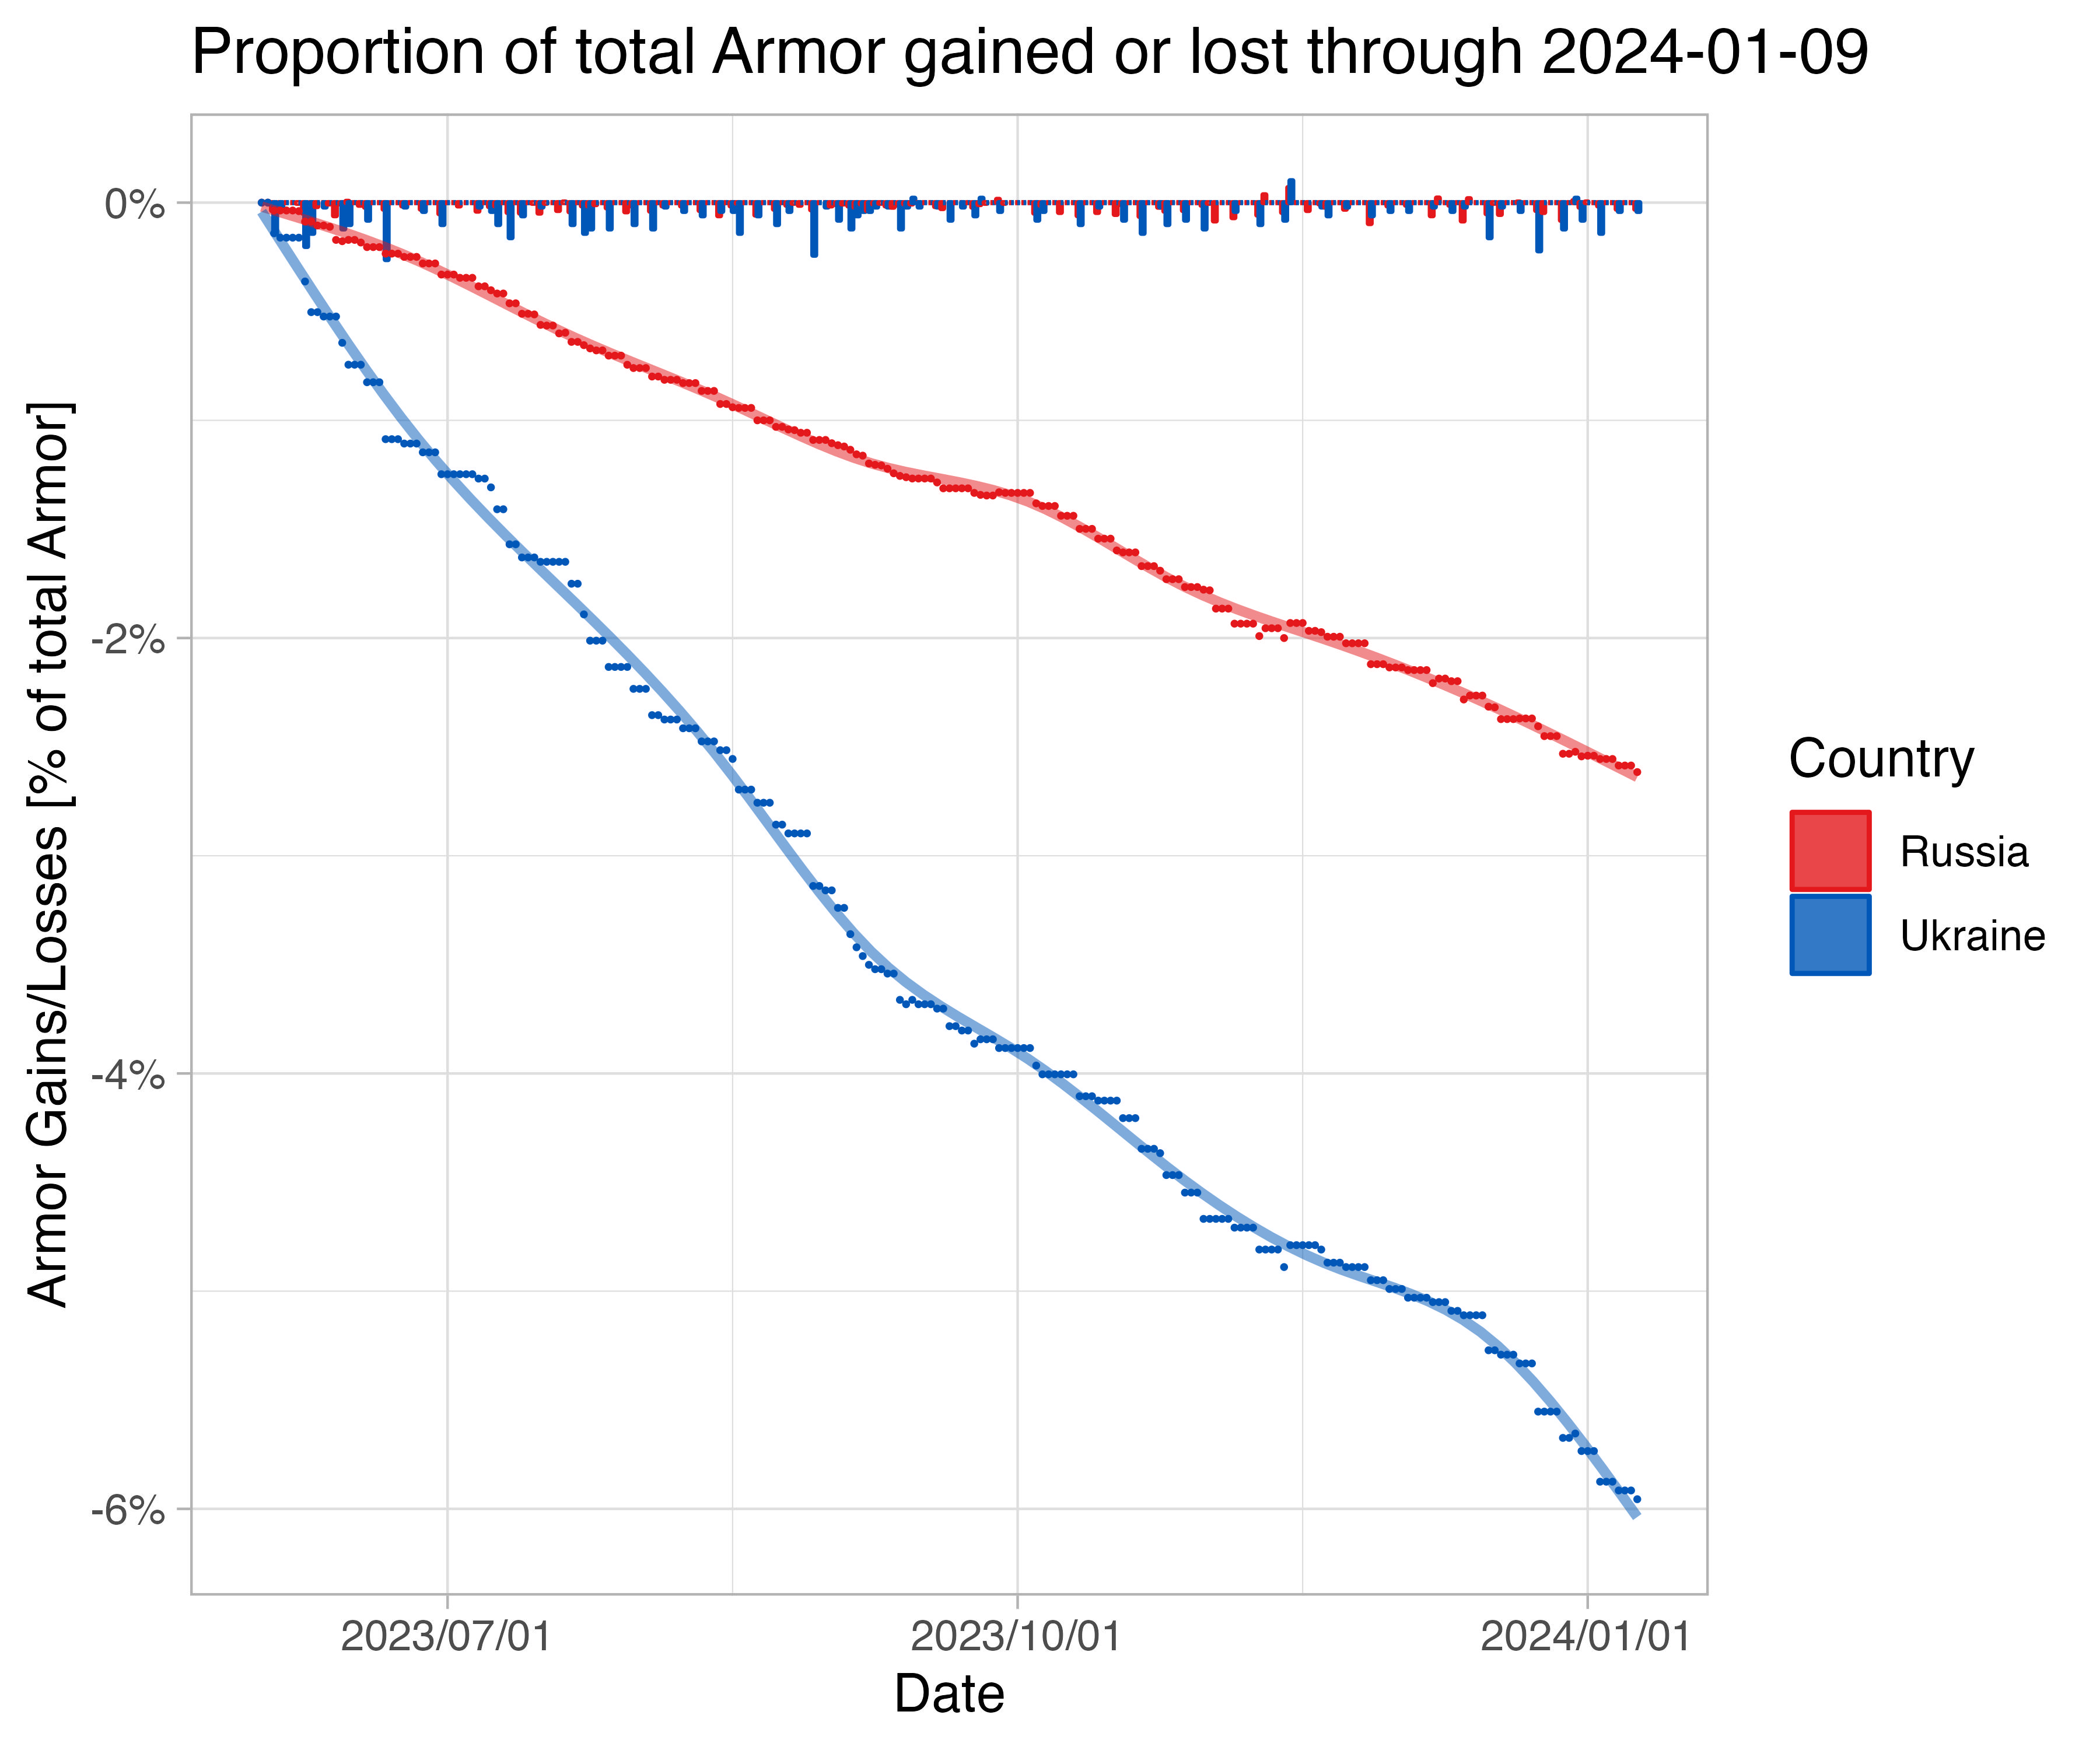 Proportion of total Armor gained or lost through 2024-01-09
Armor Gains/Losses [% of total Armor]
0%
-2%
-4%
-6%
2023/07/01
2023/10/01
2024/01/01
Date
Country
Russia
Ukraine